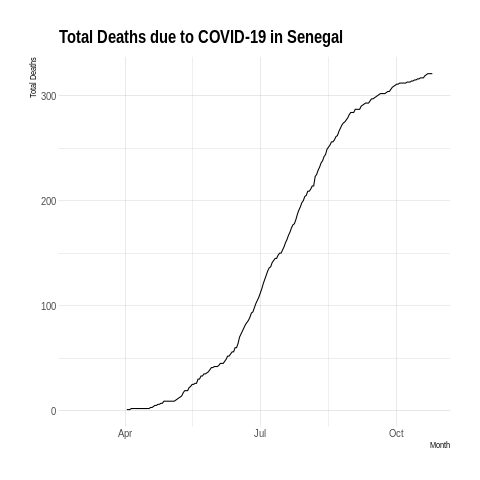 Total Deaths due to COVID-19 in Senegal
Total Deaths
300
200
100
0
Apr
Jul
Oct
Month